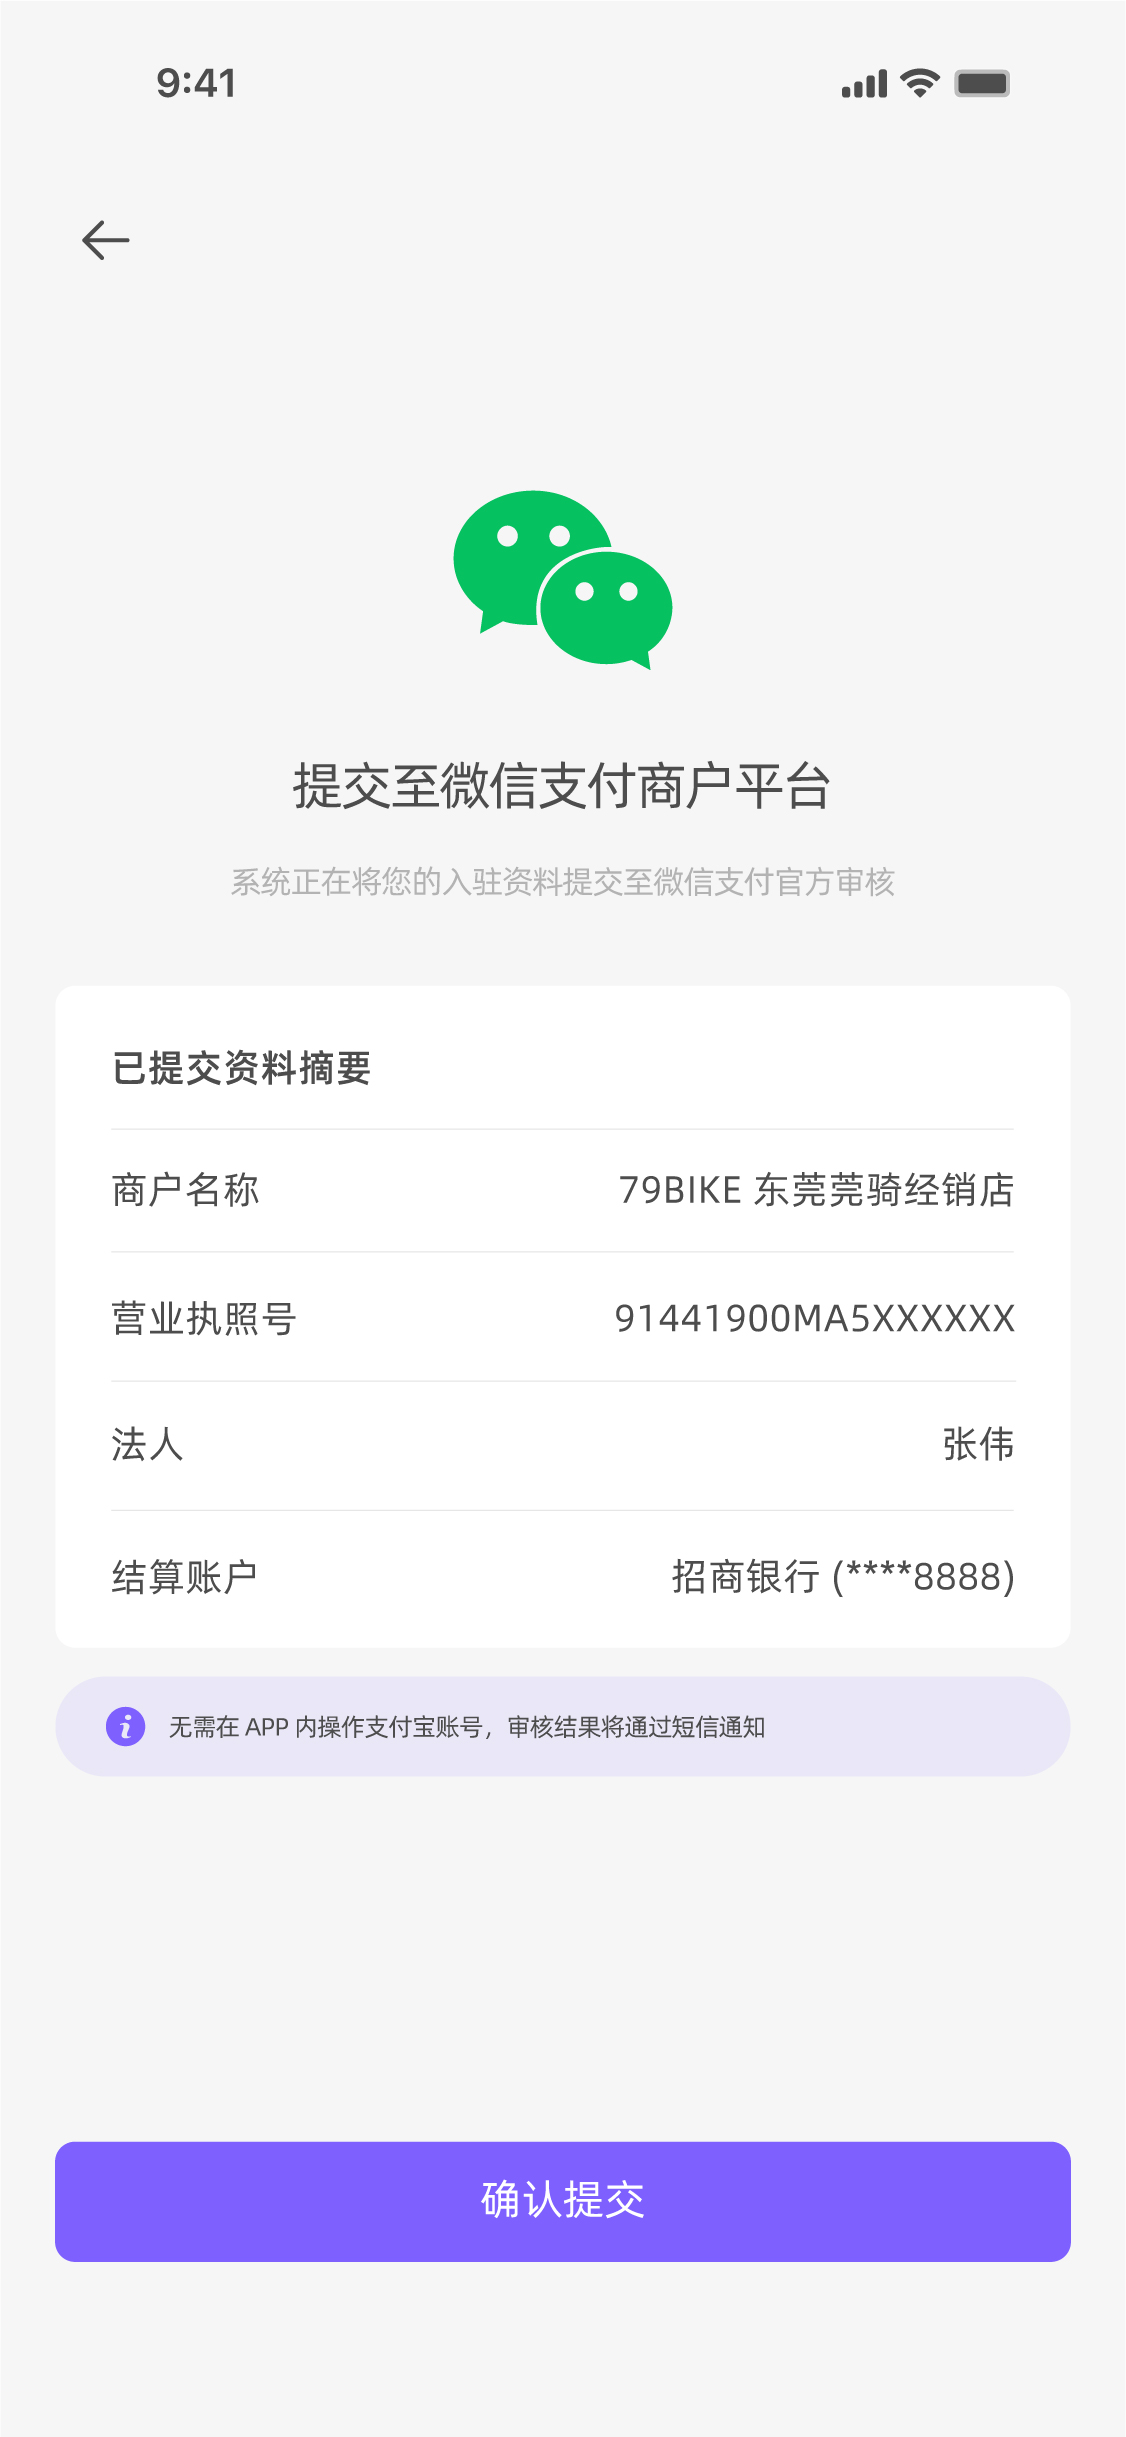 9:41
提交至微信支付商户平台
系统正在将您的入驻资料提交至微信支付官方审核
已提交资料摘要
商户名称 79BIKE 东莞莞骑经销店
营业执照号 91441900MA5XXXXXX
法人 张伟
结算账户 招商银行 (****8888)
无需在 APP 内操作支付宝账号，审核结果将通过短信通知
确认提交